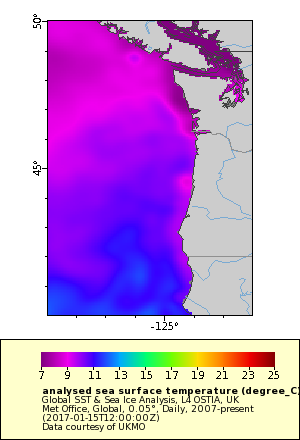 50°
45°
-125°
7 9 11 13 15 17 19 21 23 25
analysed sea surface temperature (degree_C)
Global SST & Sea Ice Analysis, L4 OSTIA, UK
Met Office, Global, 0.05°, Daily, 2007-present
(2017-01-15T12:00:00Z)
Data courtesy of UKMO